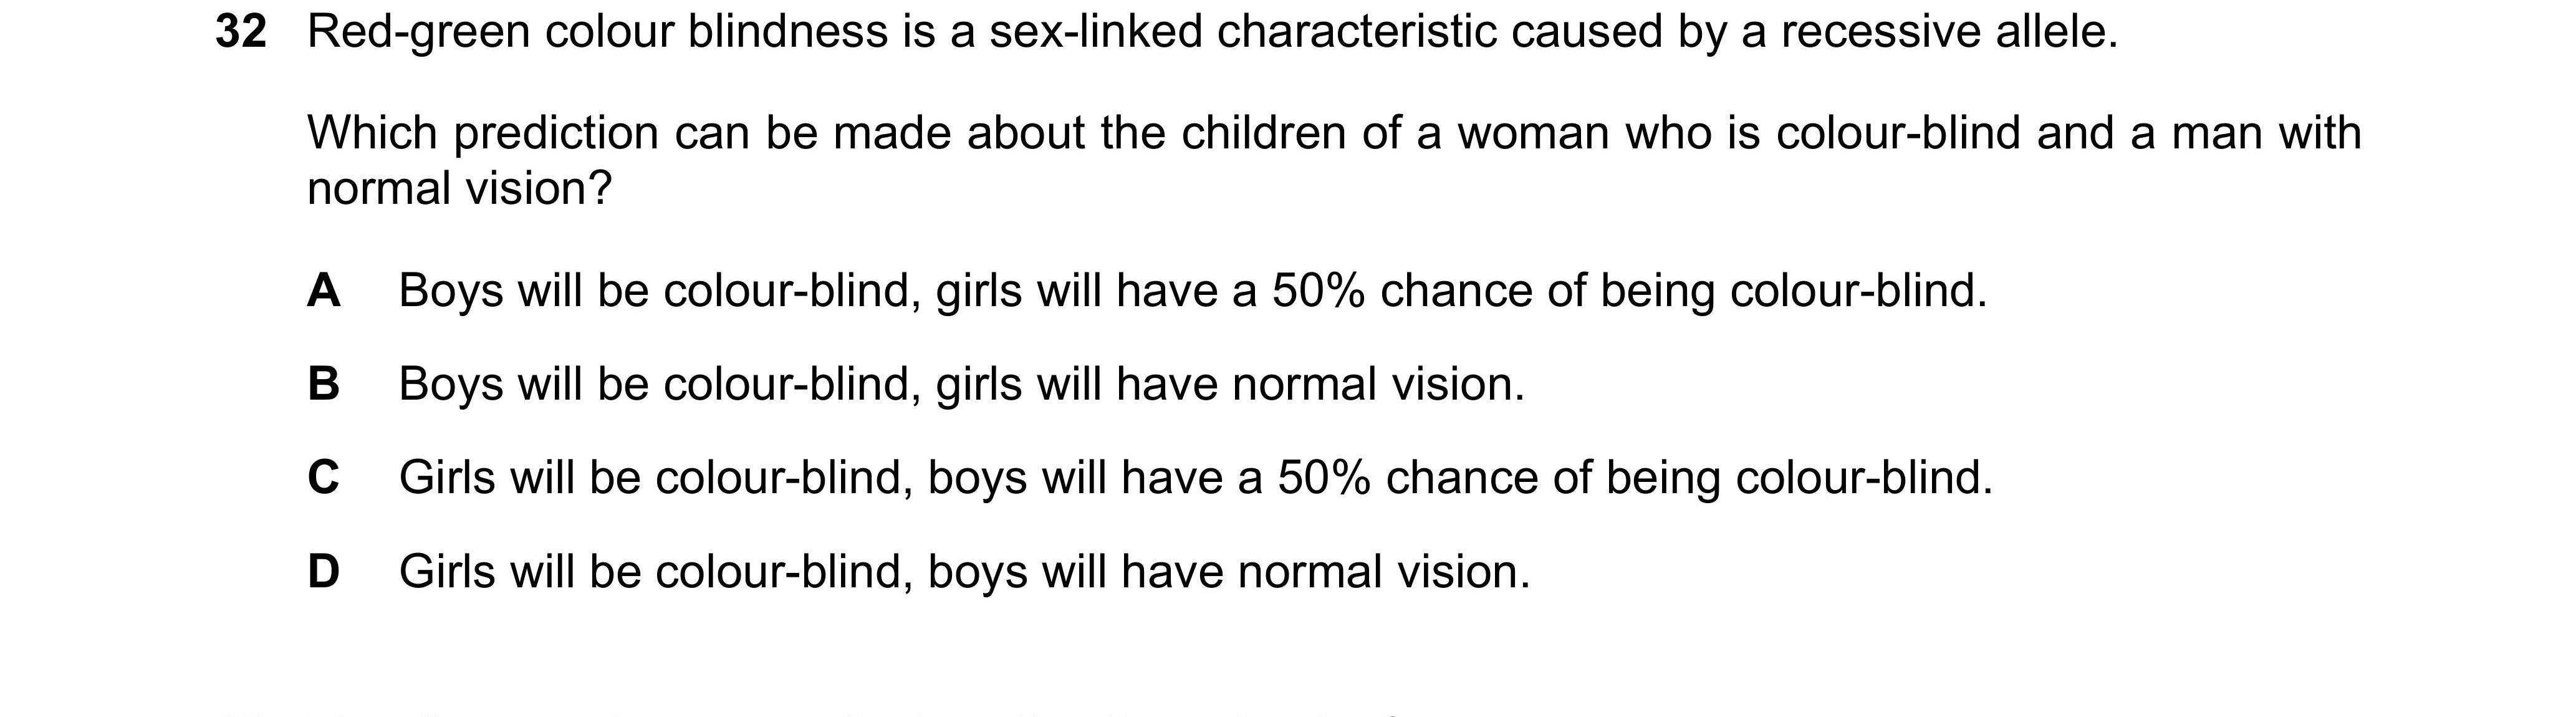 32 Red-green colour blindness is a sex-linked characteristic caused by a recessive allele.
Which prediction can be made about the children of a woman who is colour-blind and a man with
normal vision?
A Boys will be colour-blind, girls will have a 50% chance of being colour-blind.
B Boys will be colour-blind, girls will have normal vision.
C Girls will be colour-blind, boys will have a 50% chance of being colour-blind.
D Girls will be colour-blind, boys will have normal vision.